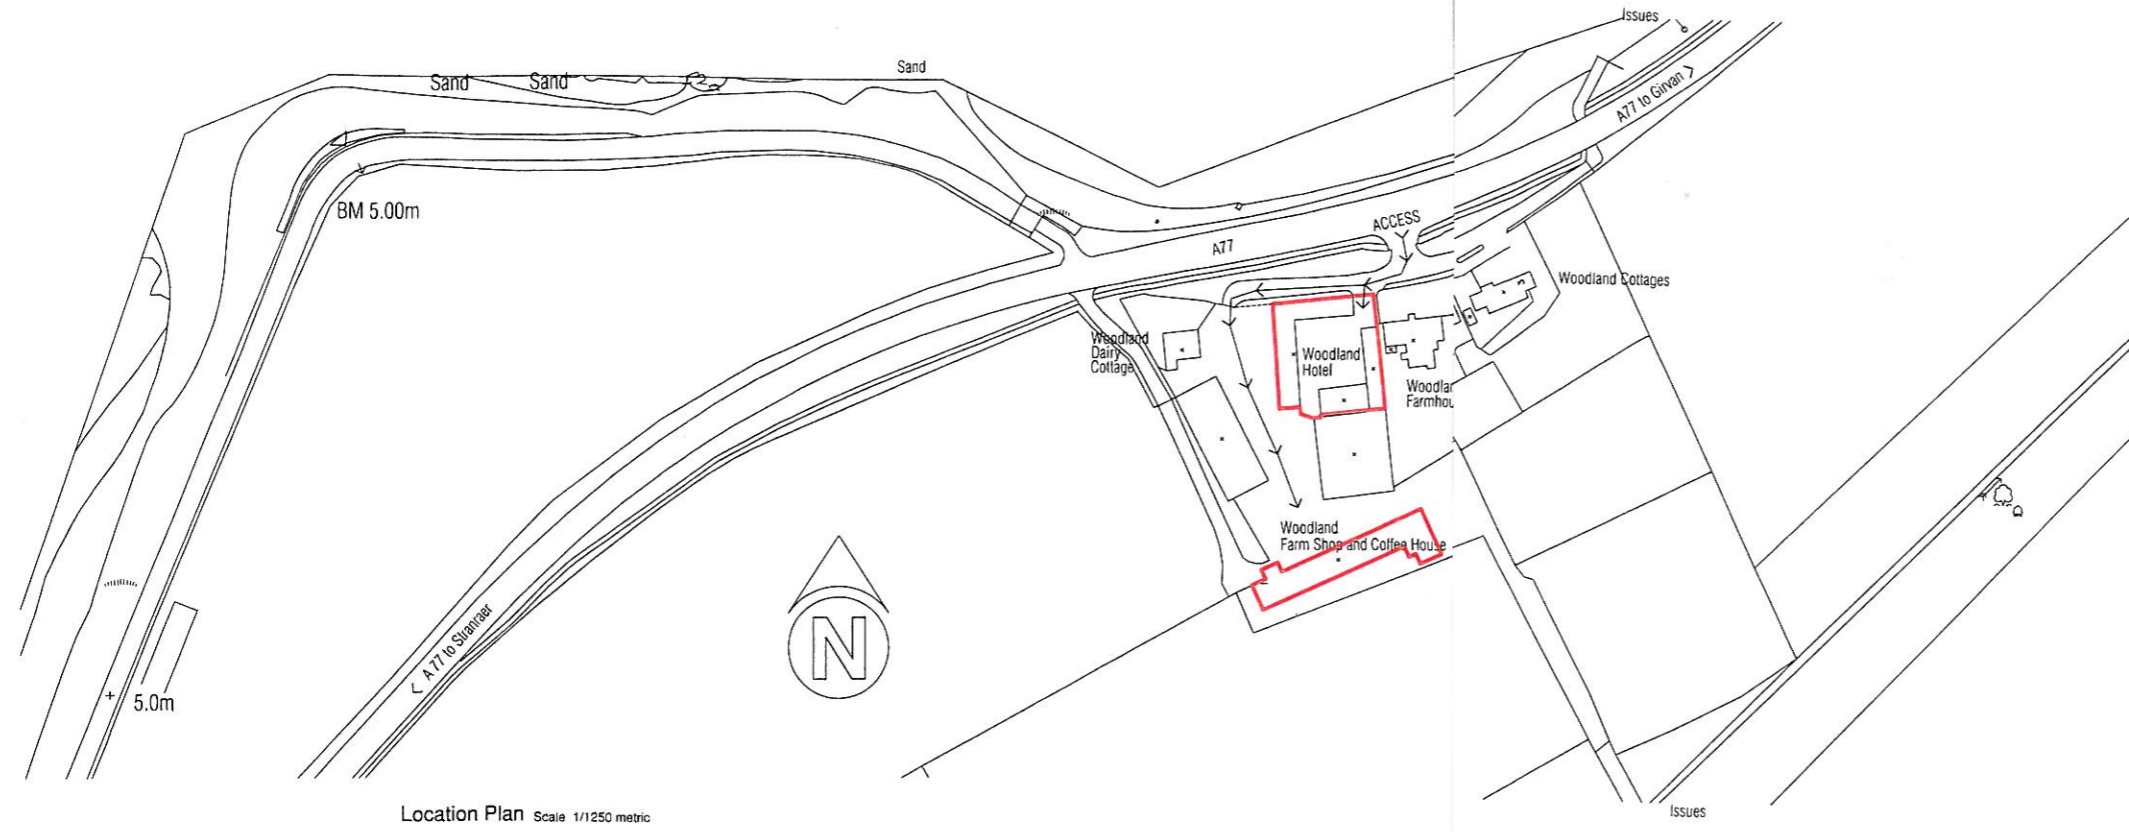 Issues
Sand
Sand
Sand
A77 to Girvan >
BM 5.00m
ACCESS
A77
Woodland Cottages
3
Woodland
Dairy
Cottage
Woodland
Hotel
Woodlan
Farmhou
Woodland
Farm Shop and Coffee House
< A77 to Stranraer
N
5.0m
Location Plan Scale 1/1250 metric
Issues